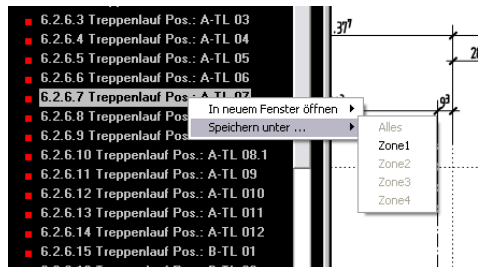 6.2.6.3 Treppenlauf Pos.: A-TL 03
6.2.6.4 Treppenlauf Pos.: A-TL 04
6.2.6.5 Treppenlauf Pos.: A-TL 05
6.2.6.6 Treppenlauf Pos.: A-TL 06
6.2.6.7 Treppenlauf Pos.: A-TL 07
6.2.6.8 Treppenlauf Pos
6.2.6.9 Treppenlauf Pos
6.2.6.10 Treppenlauf Pos.: A-TL 08.1
6.2.6.11 Treppenlauf Pos.: A-TL 09
6.2.6.12 Treppenlauf Pos.: A-TL 010
6.2.6.13 Treppenlauf Pos.: A-TL 011
6.2.6.14 Treppenlauf Pos.: A-TL 012
6.2.6.15 Treppenlauf Pos.: B-TL 01
In neuem Fenster öffnen
Speichern unter ...
Alles
Zone1
Zone2
Zone3
Zone4
.37⁷
93